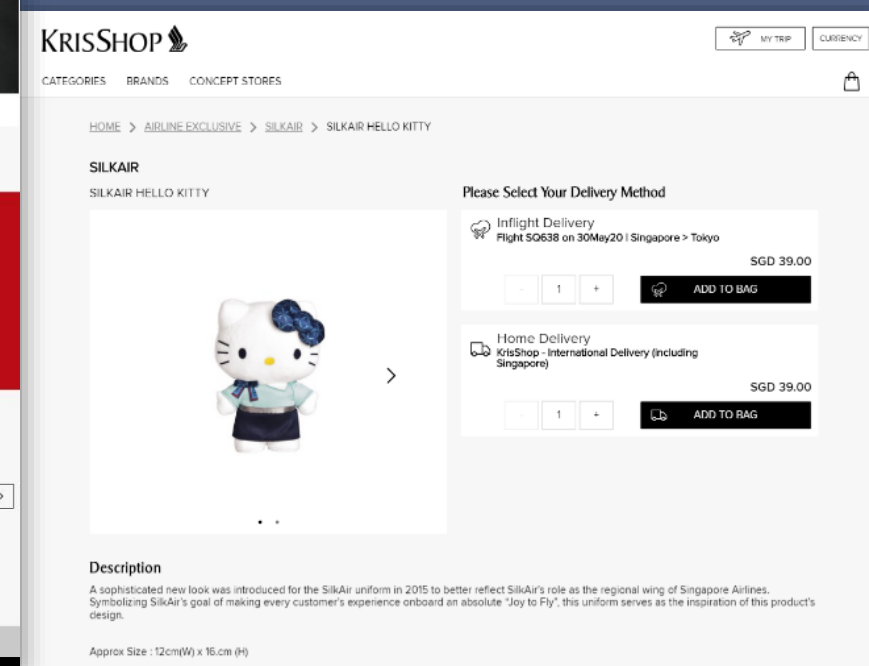 KRISSHOP
MY TRIP
CURRENCY
CATEGORIES BRANDS CONCEPT STORES
HOME > AIRLINE EXCLUSIVE > SILKAIR > SILKAIR HELLO KITTY
SILKAIR
SILKAIR HELLO KITTY
Please Select Your Delivery Method
Inflight Delivery
Flight SQ638 on 30May20 | Singapore > Tokyo
SGD 39.00
- 1 + ADD TO BAG
Home Delivery
KrisShop - International Delivery (Including
Singapore)
SGD 39.00
- 1 + ADD TO BAG
Description
A sophisticated new look was introduced for the SilkAir uniform in 2015 to better reflect SilkAir's role as the regional wing of Singapore Airlines.
Symbolizing SilkAir's goal of making every customer's experience onboard an absolute "Joy to Fly", this uniform serves as the inspiration of this product's
design.
Approx Size : 12cm(W) x 16.cm (H)